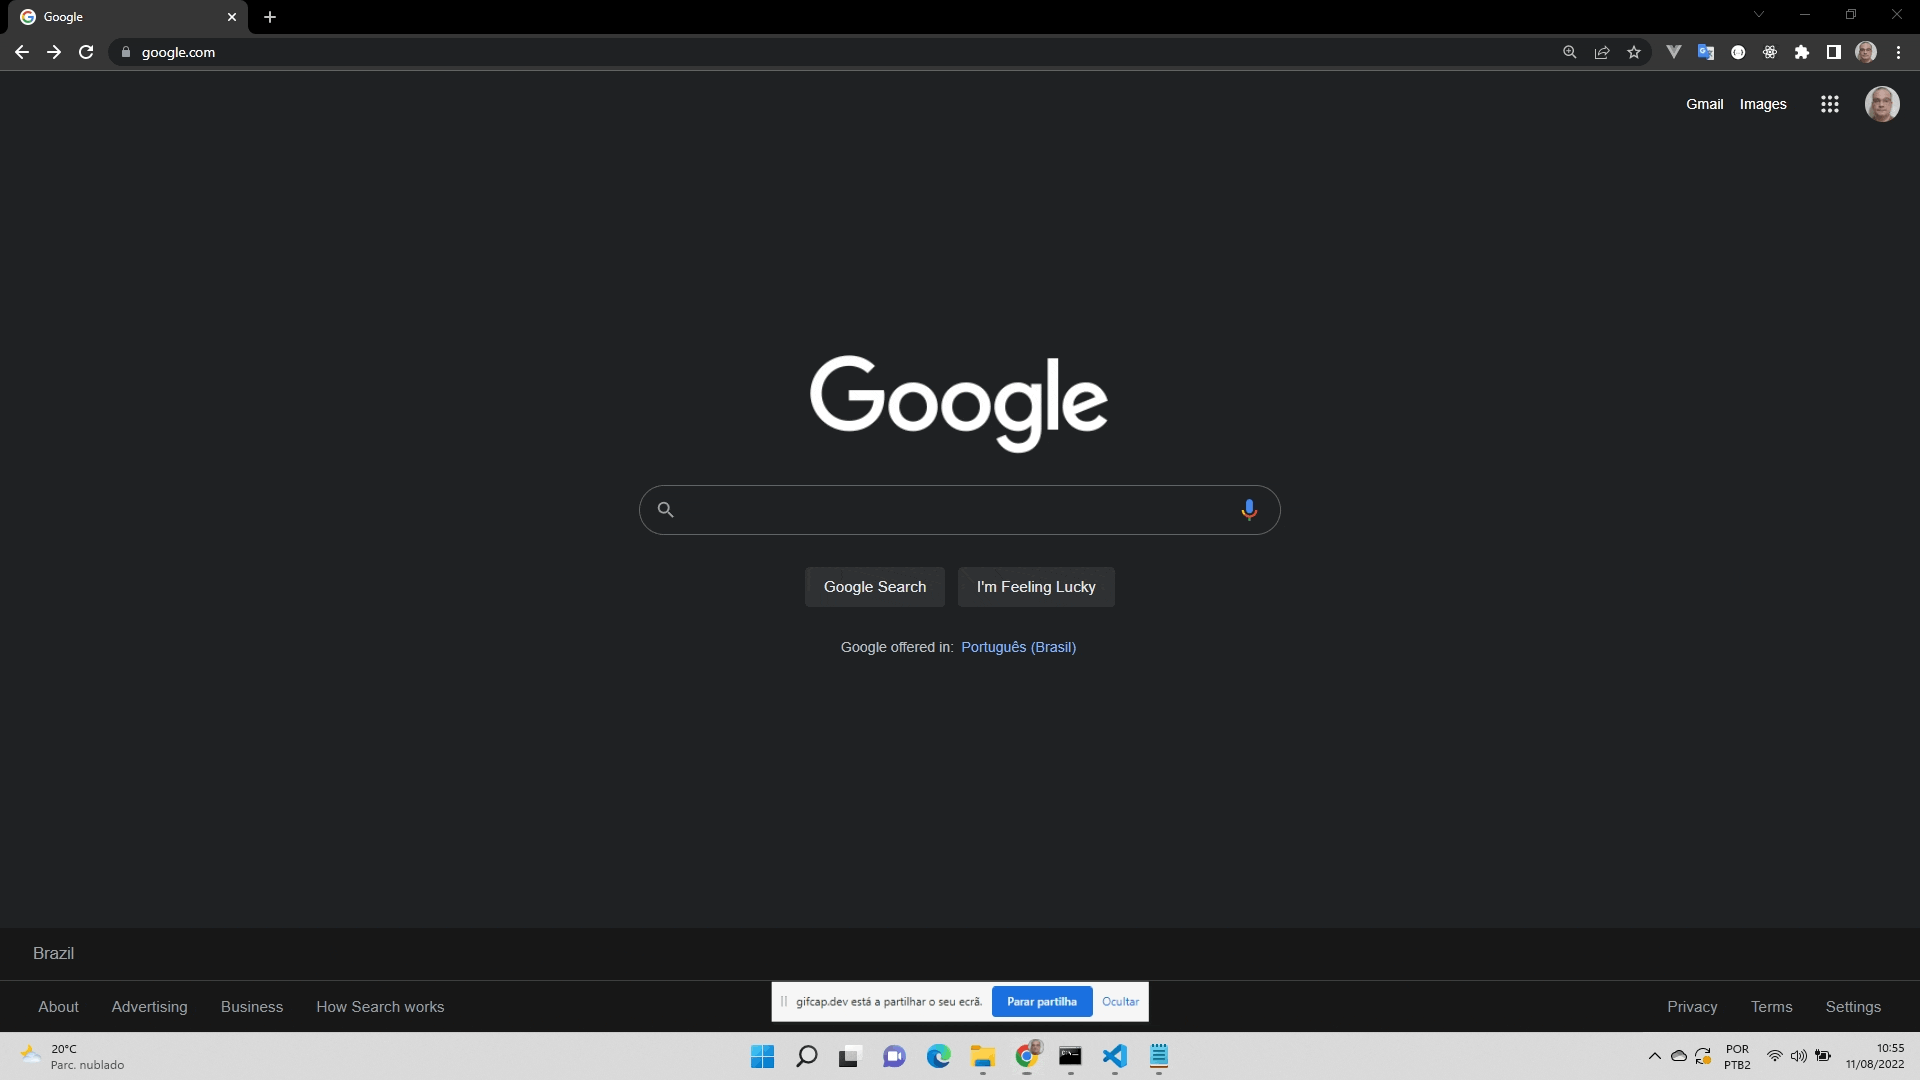 Google
google.com
Gmail Images
Google
Google Search I'm Feeling Lucky
Google offered in: Português (Brasil)
Brazil
About Advertising Business How Search works
gifcap.dev está a partilhar o seu ecrã. Parar partilha Ocultar
Privacy Terms Settings
20°C
Parc. nublado
POR
PTB2
10:55
11/08/2022